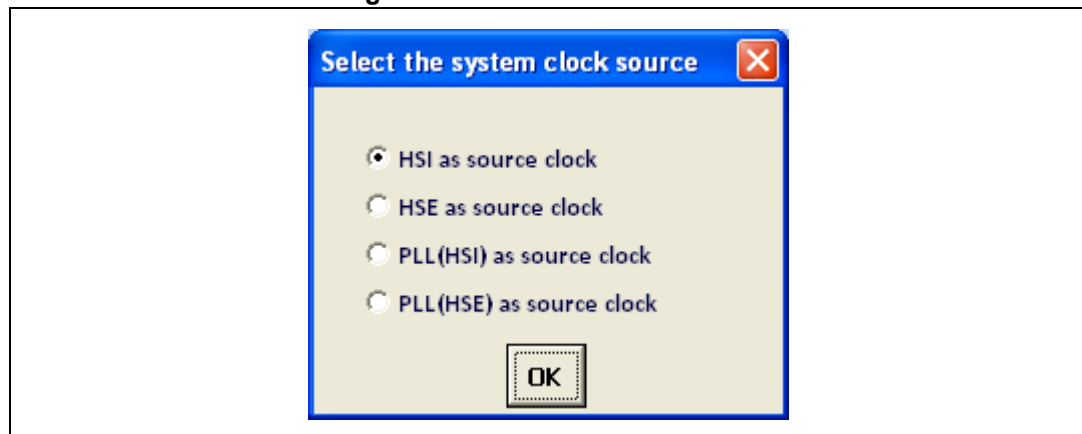 Select the system clock source
HSI as source clock
HSE as source clock
PLL(HSI) as source clock
PLL(HSE) as source clock
OK